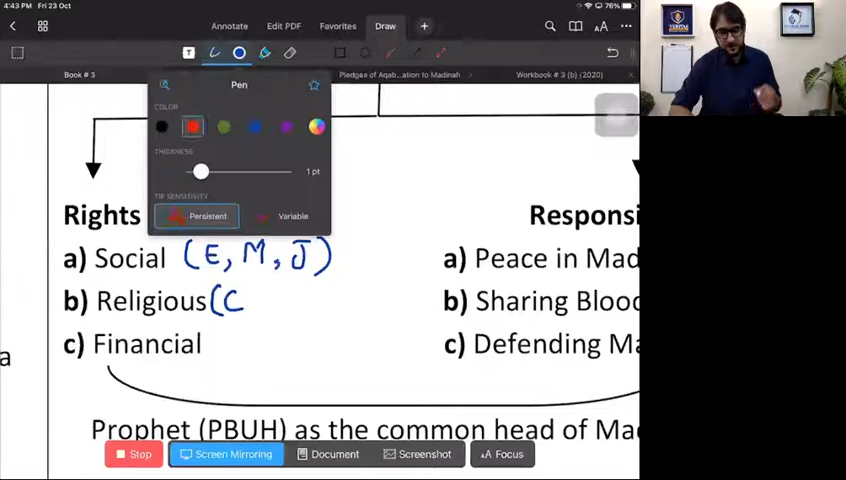 4:43 PM Fri 23 Oct 76%
Annotate Edit PDF Favorites Draw +
T
Book # 3 Pledges of Aqab...ation to Madinah Workbook # 3 (b) (2020)
Pen
COLOR
THICKNESS
1 pt
TIP SENSITIVITY
Persistent Variable
Rights Responsi
a) Social (E, M, J) a) Peace in Mad
b) Religious (C b) Sharing Blood
c) Financial c) Defending Ma
a
Prophet (PBUH) as the common head of Mad
Stop Screen Mirroring Document Screenshot AA Focus
VERITAS